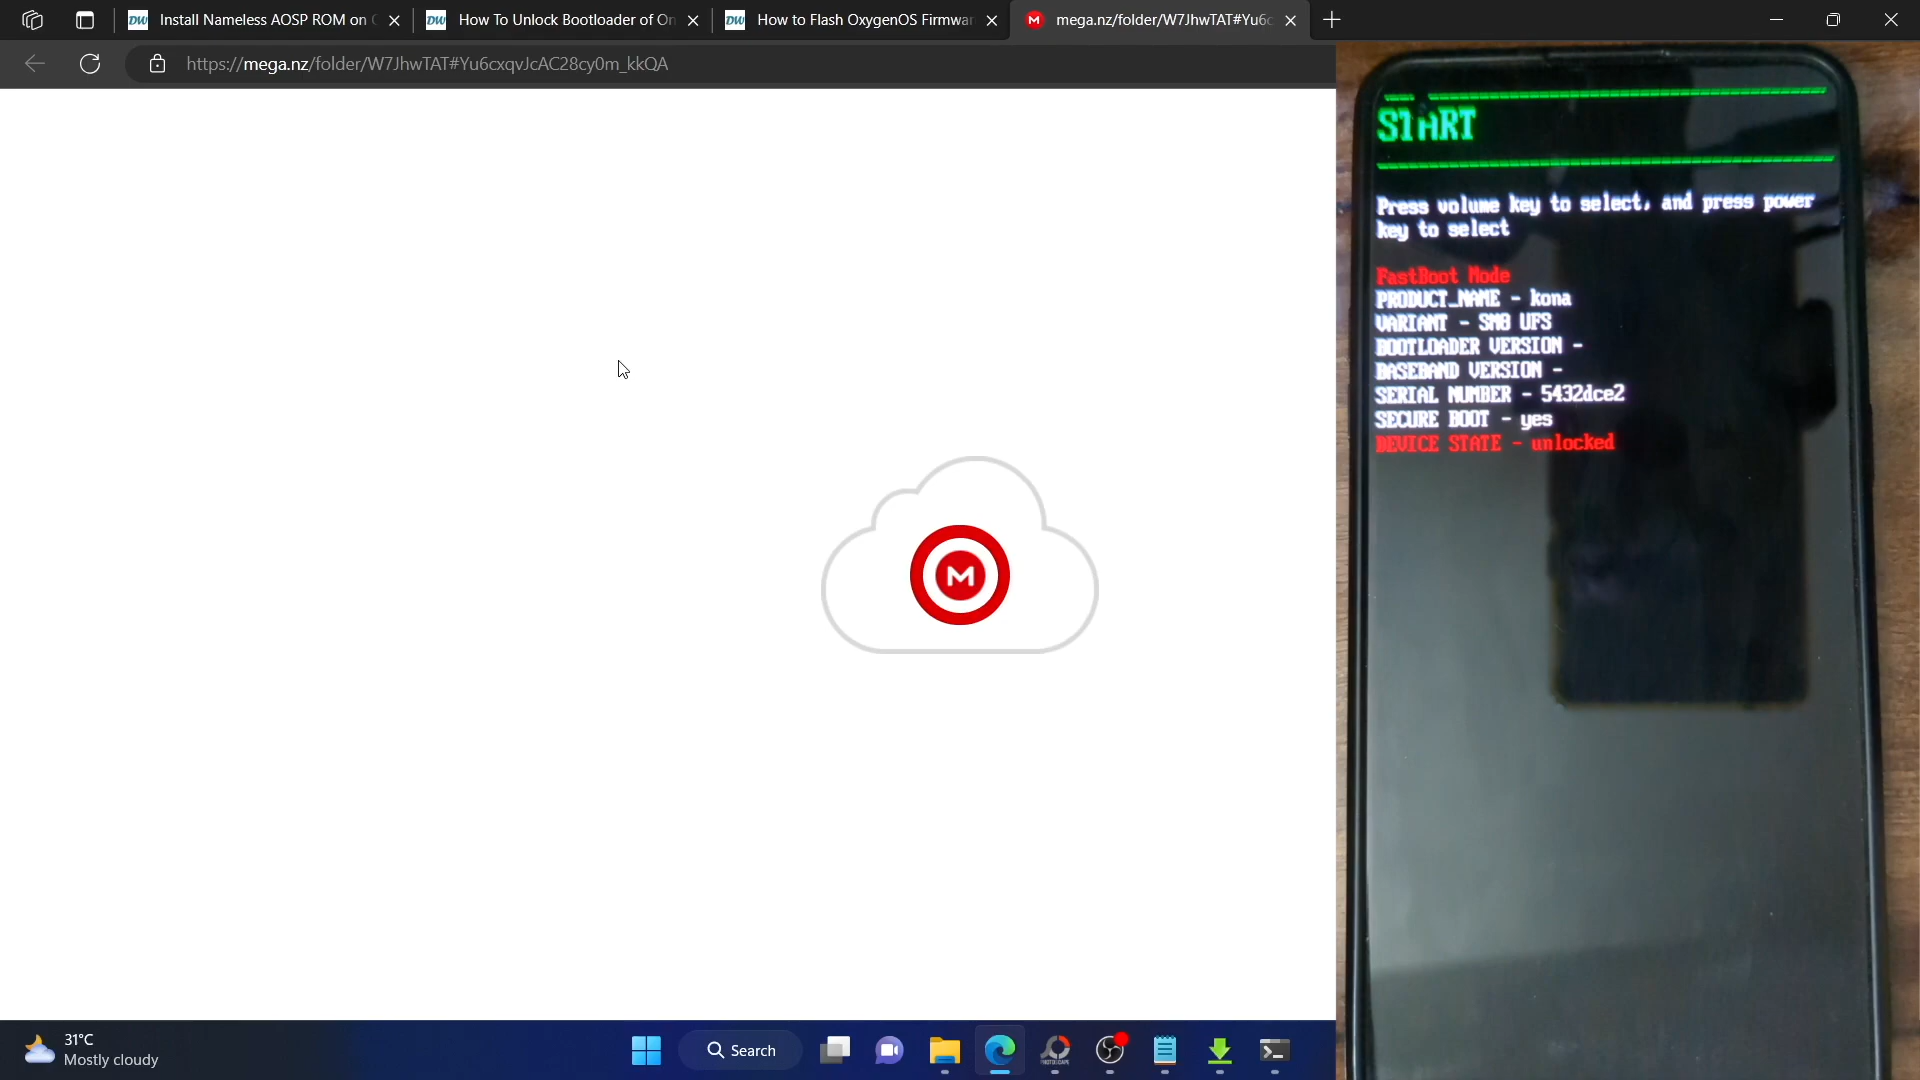 Install Nameless AOSP ROM on
How To Unlock Bootloader of On
How to Flash OxygenOS Firmwar
mega.nz/folder/W7JhwTAT#Yu6c
https://mega.nz/folder/W7JhwTAT#Yu6cxqvJcAC28cy0m_kkQA
M
START
Press volume key to select, and press power
key to select
FastBoot Mode
PRODUCT_NAME - kona
VARIANT - SM8 UFS
BOOTLOADER VERSION -
BASEBAND VERSION -
SERIAL NUMBER - 5432dce2
SECURE BOOT - yes
DEVICE STATE - unlocked
31°C
Mostly cloudy
Search